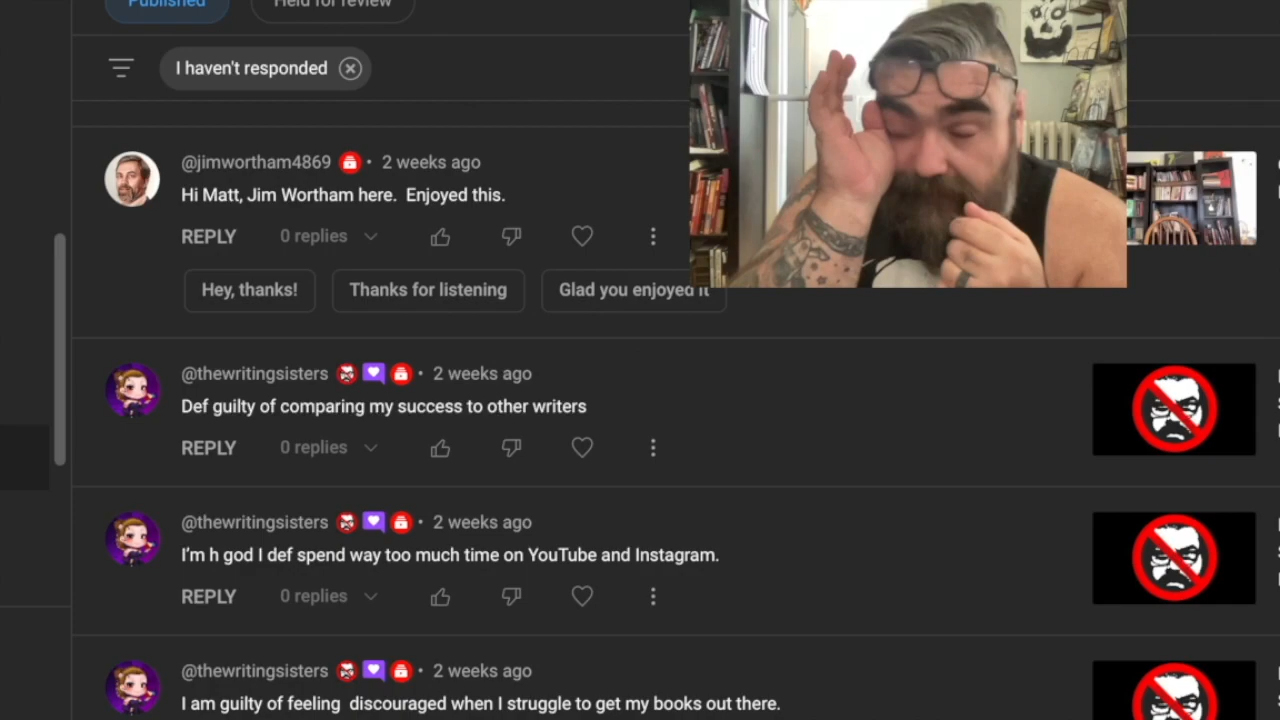 Published
Held for review
I haven't responded
@jimwortham4869 • 2 weeks ago
Hi Matt, Jim Wortham here.  Enjoyed this.
REPLY 0 replies
Hey, thanks! Thanks for listening Glad you enjoyed it
@thewritingsisters • 2 weeks ago
Def guilty of comparing my success to other writers
REPLY 0 replies
@thewritingsisters • 2 weeks ago
I'm h god I def spend way too much time on YouTube and Instagram.
REPLY 0 replies
@thewritingsisters • 2 weeks ago
I am guilty of feeling  discouraged when I struggle to get my books out there.